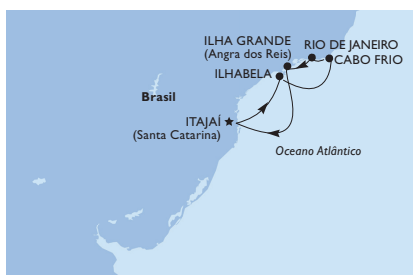 ILHA GRANDE
(Angra dos Reis)
RIO DE JANEIRO
CABO FRIO
ILHABELA
Brasil
ITAJAÍ
(Santa Catarina)
Oceano Atlântico